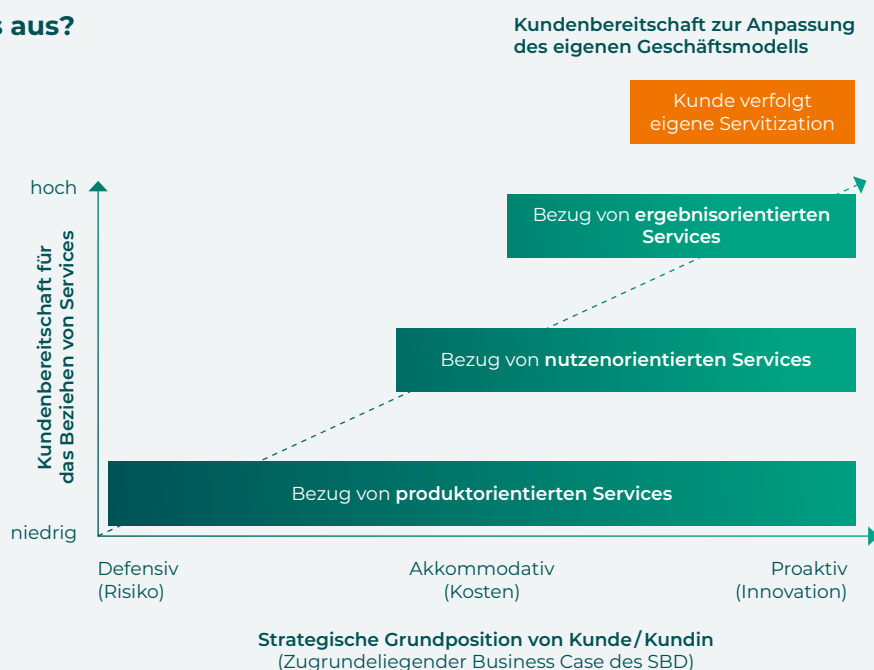 s aus?
Kundenbereitschaft zur Anpassung
des eigenen Geschäftsmodells
Kunde verfolgt
eigene Servitization
hoch
Bezug von ergebnisorientierten
Services
Kundenbereitschaft für
das Beziehen von Services
Bezug von nutzenorientierten Services
Bezug von produktorientierten Services
niedrig
Defensiv
(Risiko)
Akkommodativ
(Kosten)
Proaktiv
(Innovation)
Strategische Grundposition von Kunde/Kundin
(Zugrundeliegender Business Case des SBD)